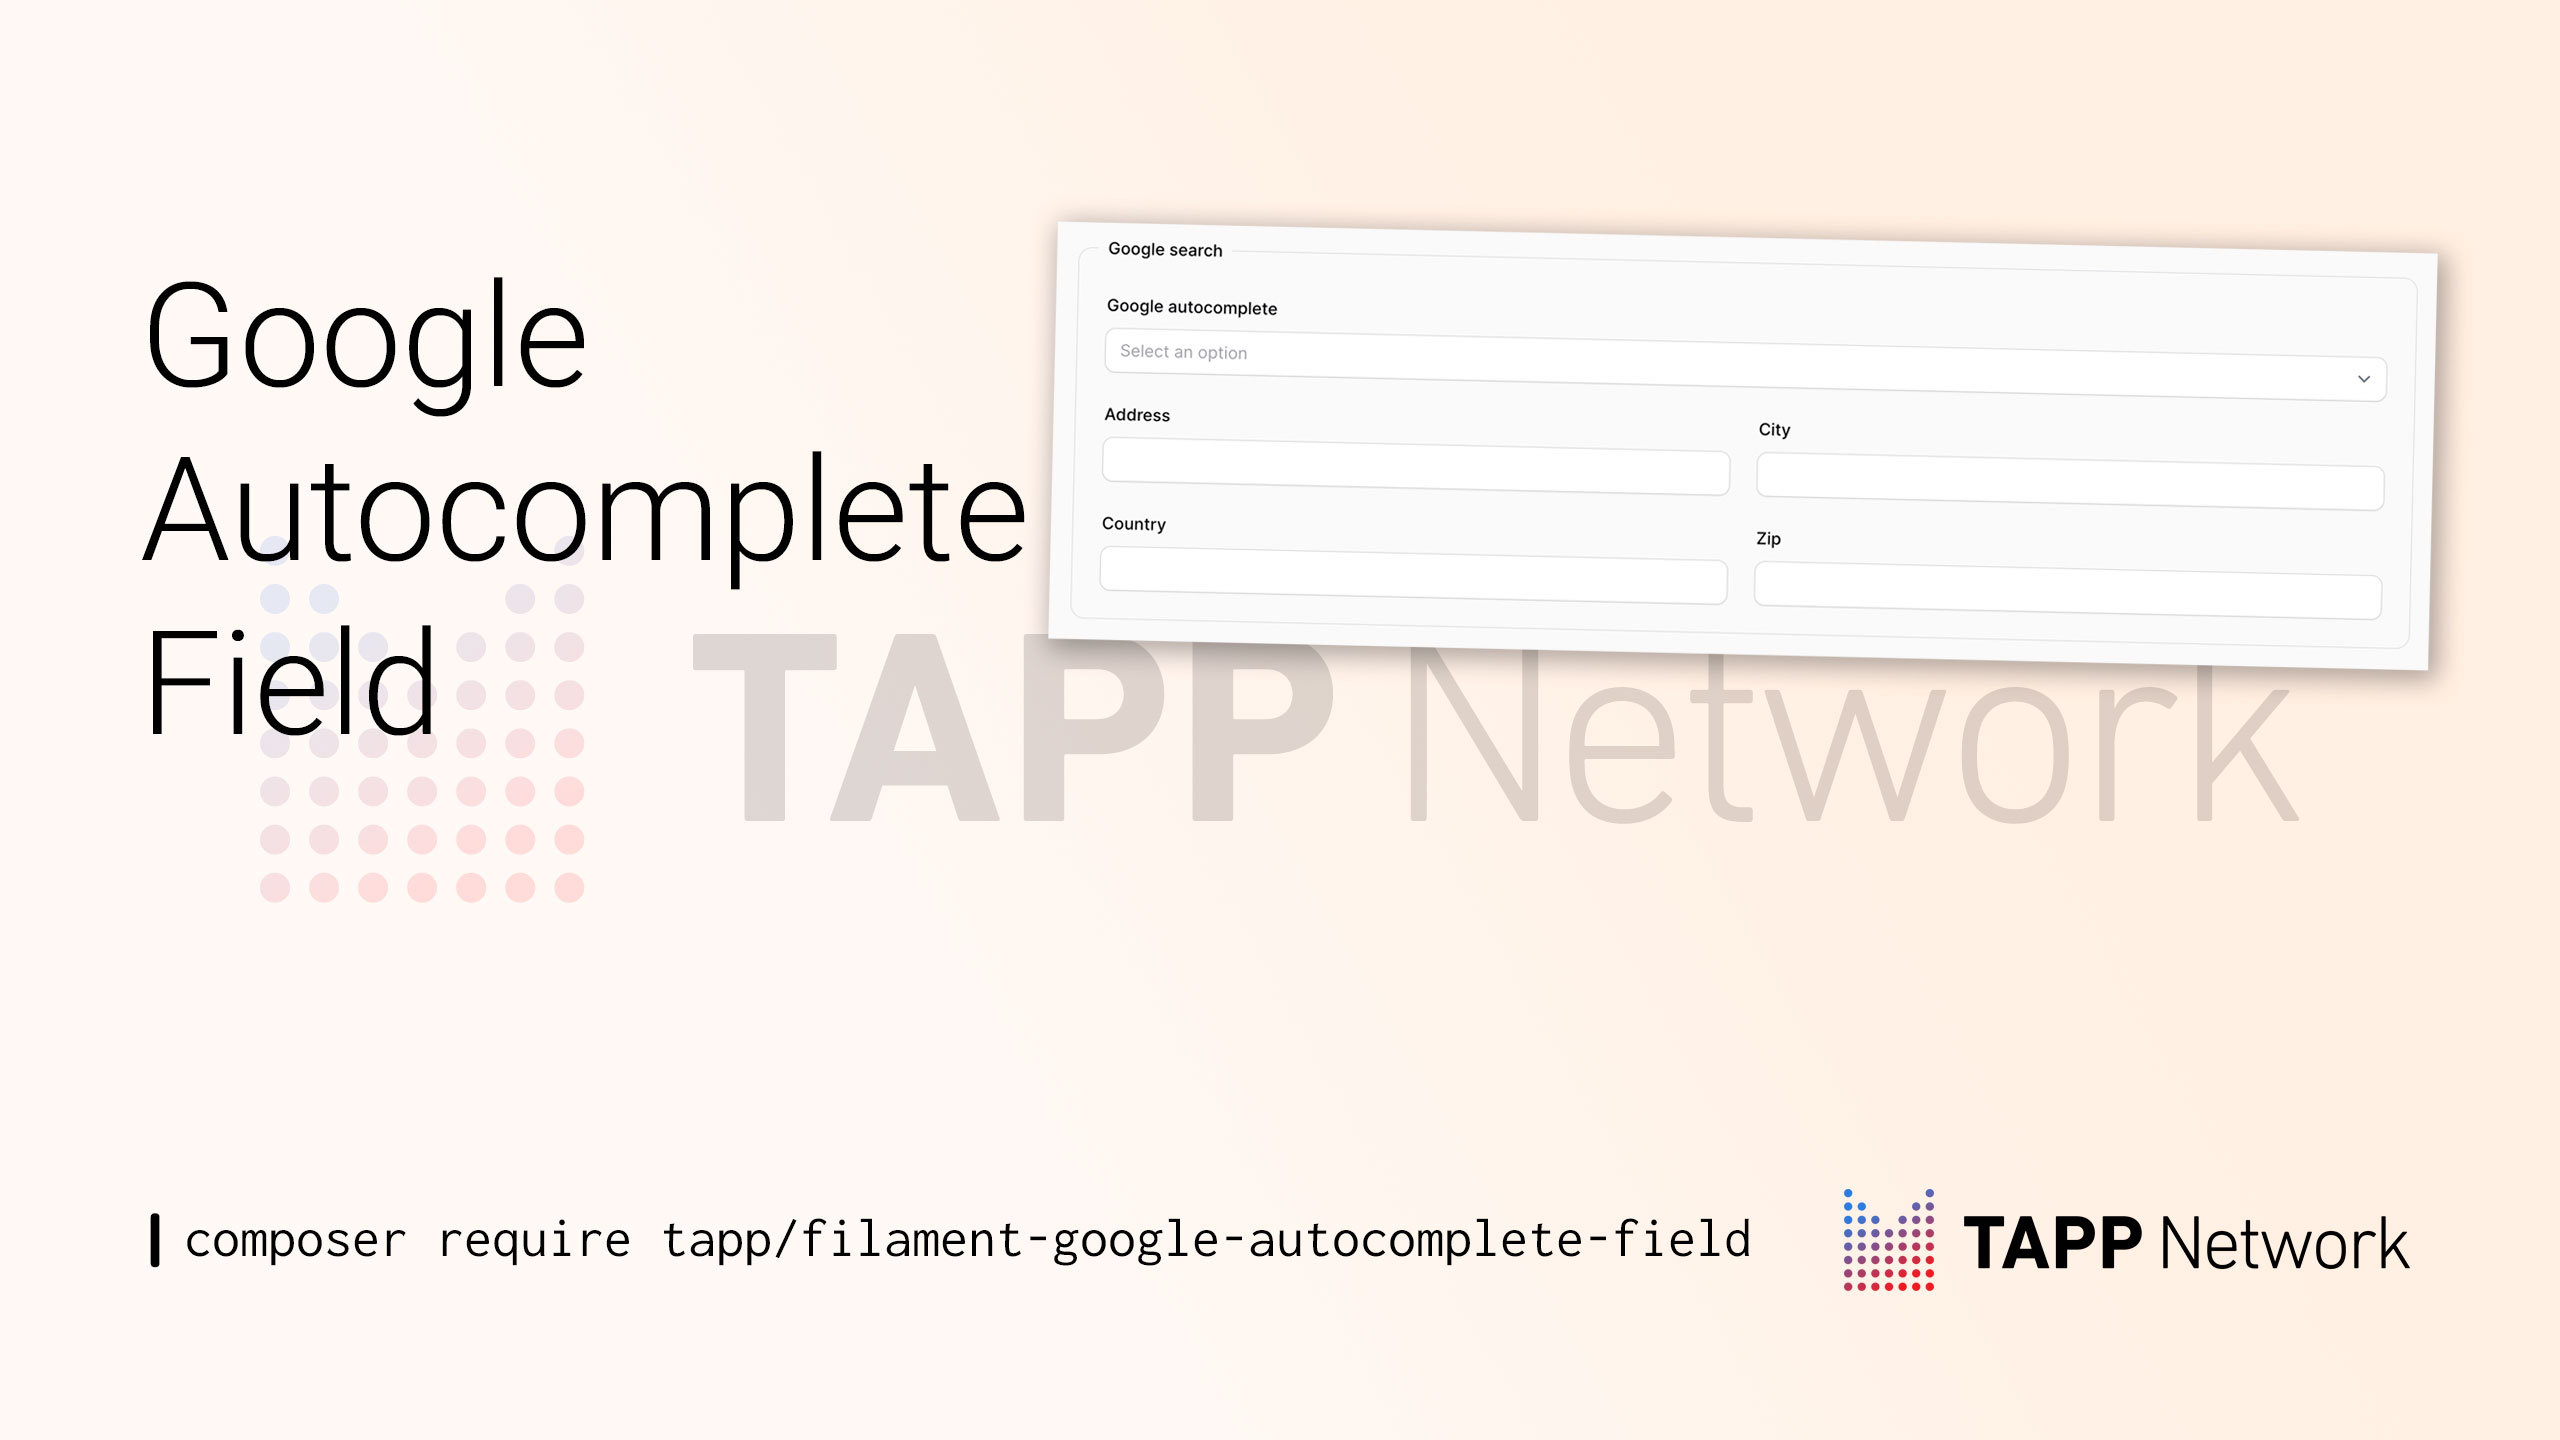 Google
Autocomplete
Field
Google search
Google autocomplete
Select an option
Address
City
Country
Zip
TAPP Network
composer require tapp/filament-google-autocomplete-field
TAPP Network